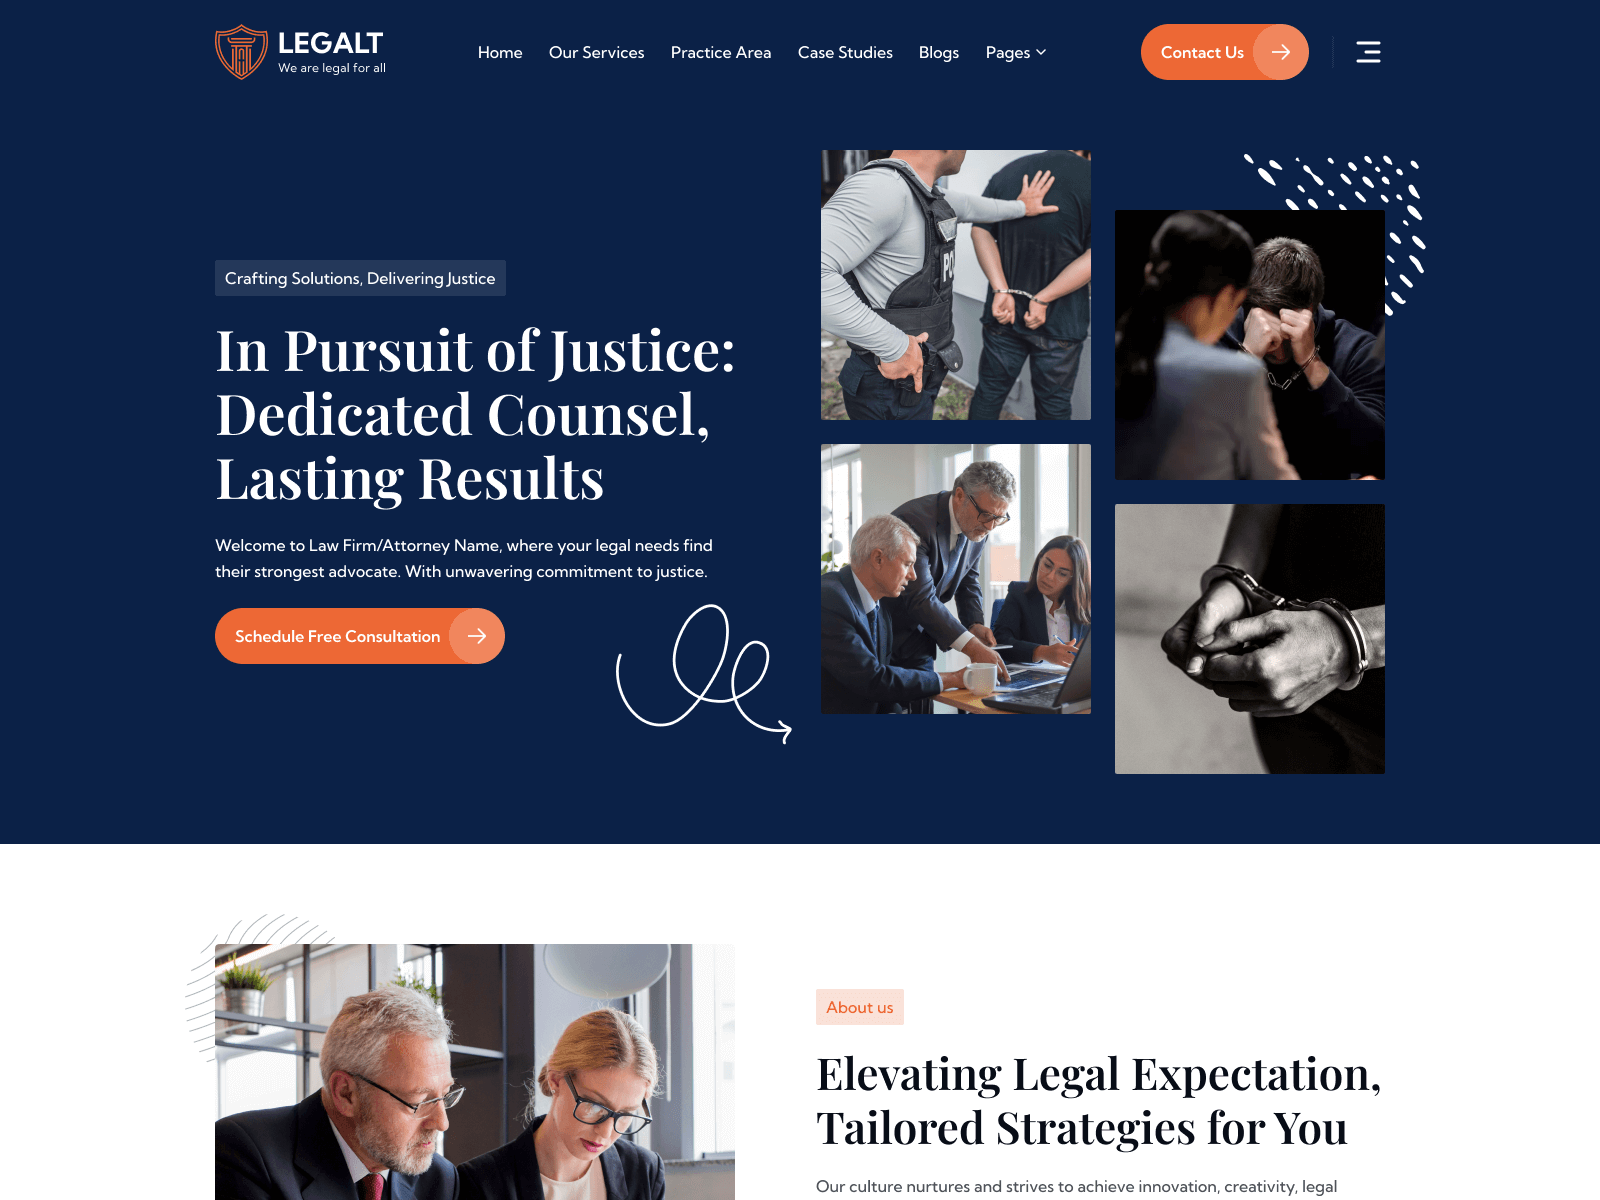 LEGALT
We are legal for all
Home Our Services Practice Area Case Studies Blogs Pages
Contact Us
Crafting Solutions, Delivering Justice
In Pursuit of Justice:
Dedicated Counsel,
Lasting Results
Welcome to Law Firm/Attorney Name, where your legal needs find
their strongest advocate. With unwavering commitment to justice.
Schedule Free Consultation
PO
About us
Elevating Legal Expectation,
Tailored Strategies for You
Our culture nurtures and strives to achieve innovation, creativity, legal